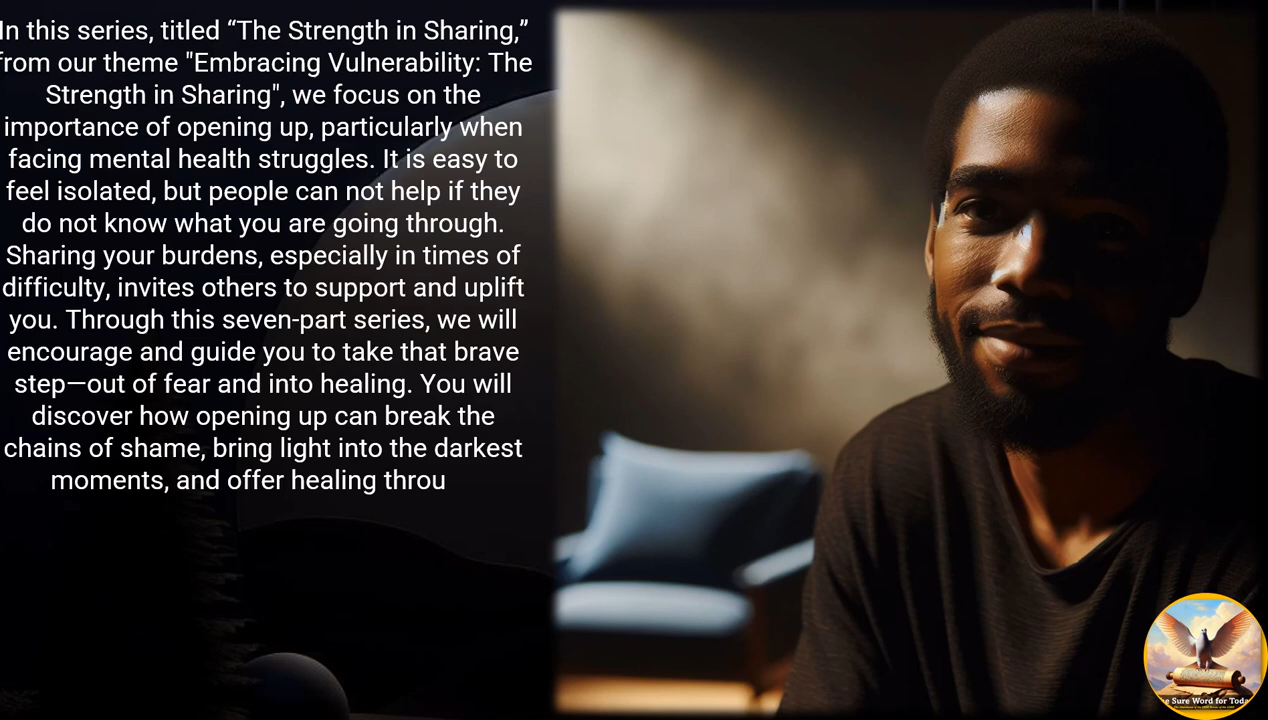 In this series, titled “The Strength in Sharing,”
from our theme "Embracing Vulnerability: The
Strength in Sharing", we focus on the
importance of opening up, particularly when
facing mental health struggles. It is easy to
feel isolated, but people can not help if they
do not know what you are going through.
Sharing your burdens, especially in times of
difficulty, invites others to support and uplift
you. Through this seven-part series, we will
encourage and guide you to take that brave
step—out of fear and into healing. You will
discover how opening up can break the
chains of shame, bring light into the darkest
moments, and offer healing throu
e Sure Word for Toda